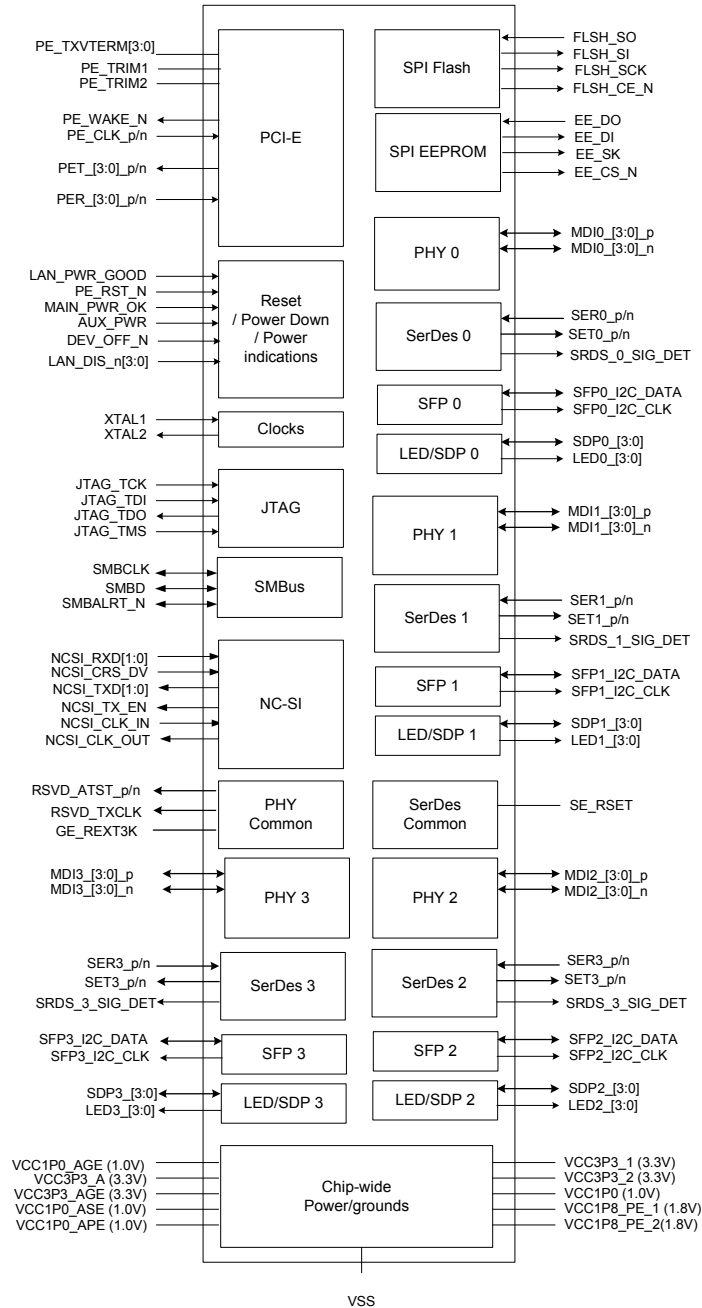 PE_TXVTERM[3:0]
PE_TRIM1
PE_TRIM2
PE_WAKE_N
PE_CLK_p/n
PET_[3:0]_p/n
PER_[3:0]_p/n
PCI-E
SPI Flash
FLSH_SO
FLSH_SI
FLSH_SCK
FLSH_CE_N
SPI EEPROM
EE_DO
EE_DI
EE_SK
EE_CS_N
PHY 0
MDI0_[3:0]_p
MDI0_[3:0]_n
LAN_PWR_GOOD
PE_RST_N
MAIN_PWR_OK
AUX_PWR
DEV_OFF_N
LAN_DIS_n[3:0]
Reset
/ Power Down
/ Power
indications
SerDes 0
SER0_p/n
SET0_p/n
SRDS_0_SIG_DET
SFP 0
SFP0_I2C_DATA
SFP0_I2C_CLK
XTAL1
XTAL2
Clocks
LED/SDP 0
SDP0_[3:0]
LED0_[3:0]
JTAG_TCK
JTAG_TDI
JTAG_TDO
JTAG_TMS
JTAG
PHY 1
MDI1_[3:0]_p
MDI1_[3:0]_n
SMBCLK
SMBD
SMBALRT_N
SMBus
SerDes 1
SER1_p/n
SET1_p/n
SRDS_1_SIG_DET
NCSI_RXD[1:0]
NCSI_CRS_DV
NCSI_TXD[1:0]
NCSI_TX_EN
NCSI_CLK_IN
NCSI_CLK_OUT
NC-SI
SFP 1
SFP1_I2C_DATA
SFP1_I2C_CLK
LED/SDP 1
SDP1_[3:0]
LED1_[3:0]
RSVD_ATST_p/n
RSVD_TXCLK
GE_REXT3K
PHY
Common
SerDes
Common
SE_RSET
MDI3_[3:0]_p
MDI3_[3:0]_n
PHY 3
PHY 2
MDI2_[3:0]_p
MDI2_[3:0]_n
SER3_p/n
SET3_p/n
SRDS_3_SIG_DET
SerDes 3
SerDes 2
SER3_p/n
SET3_p/n
SRDS_3_SIG_DET
SFP3_I2C_DATA
SFP3_I2C_CLK
SFP 3
SFP 2
SFP2_I2C_DATA
SFP2_I2C_CLK
SDP3_[3:0]
LED3_[3:0]
LED/SDP 3
LED/SDP 2
SDP2_[3:0]
LED2_[3:0]
VCC1P0_AGE (1.0V)
VCC3P3_A (3.3V)
VCC3P3_AGE (3.3V)
VCC1P0_ASE (1.0V)
VCC1P0_APE (1.0V)
Chip-wide
Power/grounds
VCC3P3_1 (3.3V)
VCC3P3_2 (3.3V)
VCC1P0 (1.0V)
VCC1P8_PE_1 (1.8V)
VCC1P8_PE_2(1.8V)
VSS